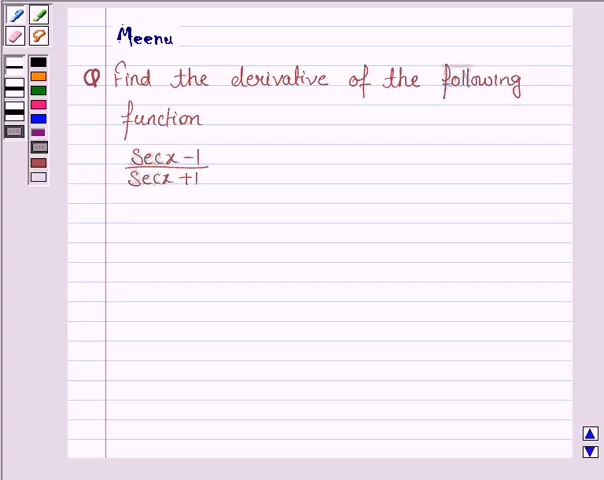 Meenu
Q Find the derivative of the following
function
Secx - 1
Secx + 1